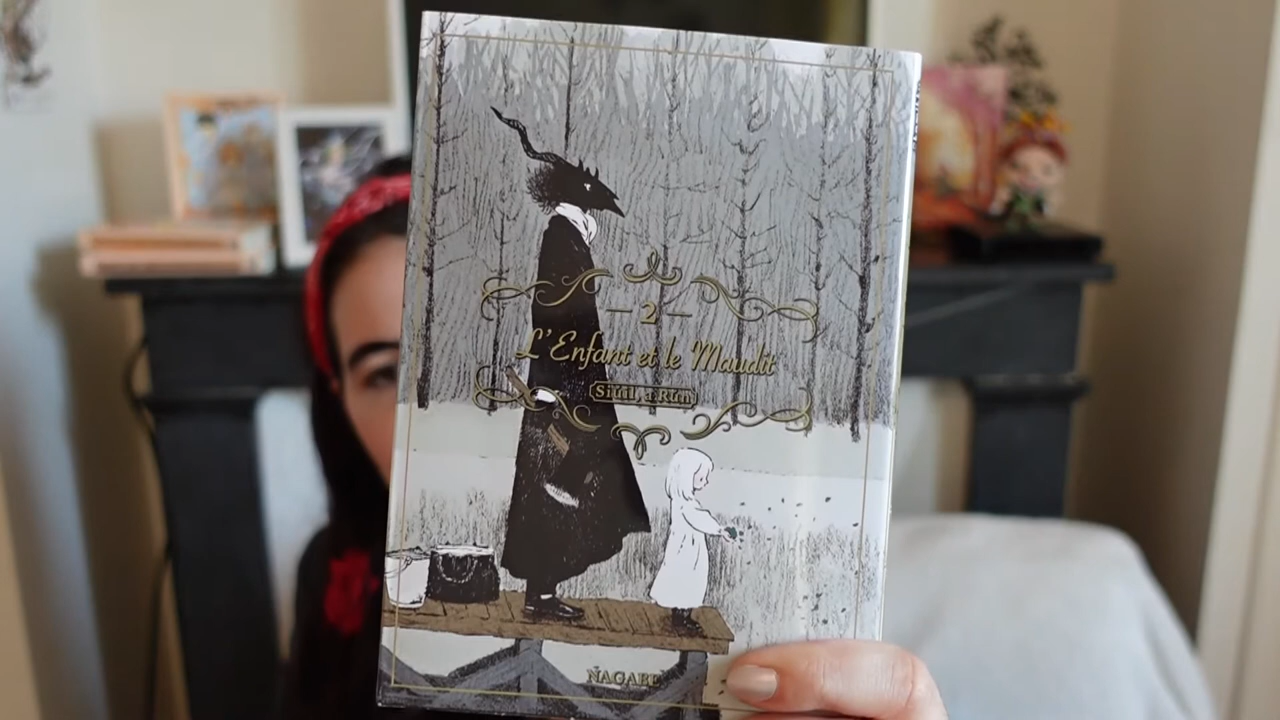 — 2 —
L'Enfant et le Maudit
Siúil, a Rún
NAGABE